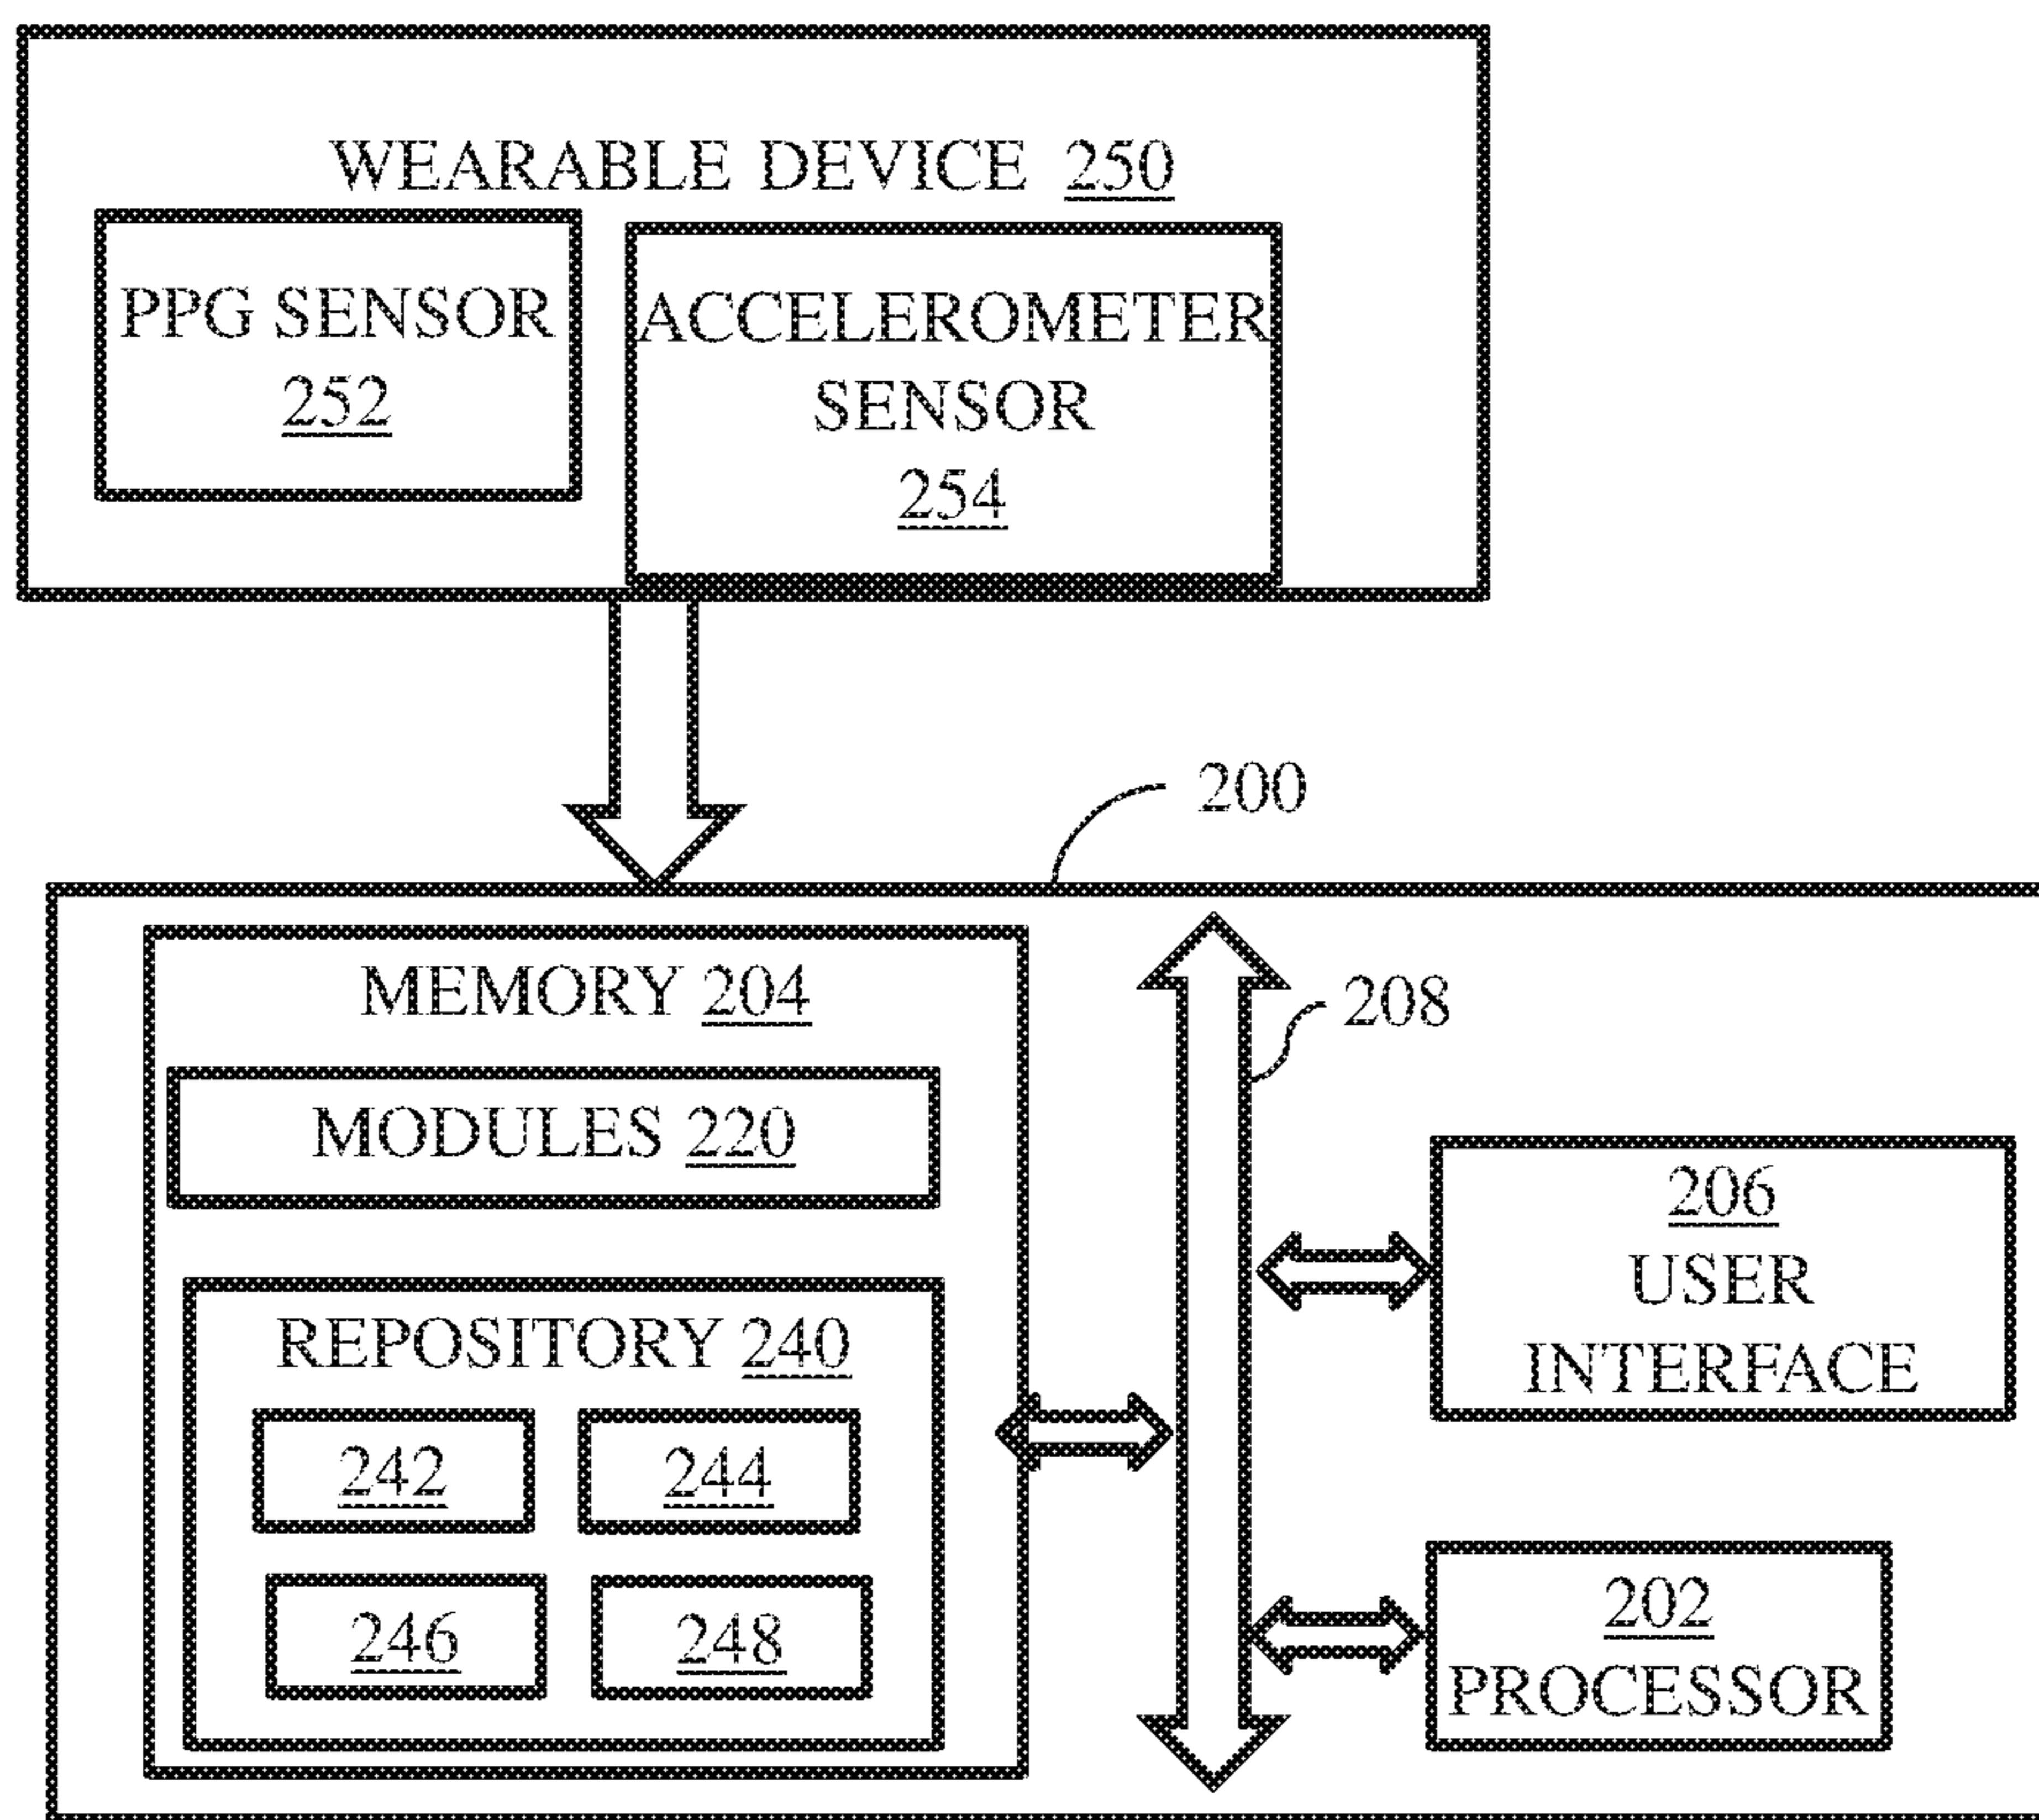 WEARABLE DEVICE 250
PPG SENSOR
252
ACCELEROMETER
SENSOR
254
200
MEMORY 204
208
MODULES 220
206
USER
INTERFACE
REPOSITORY 240
242
244
246
248
202
PROCESSOR